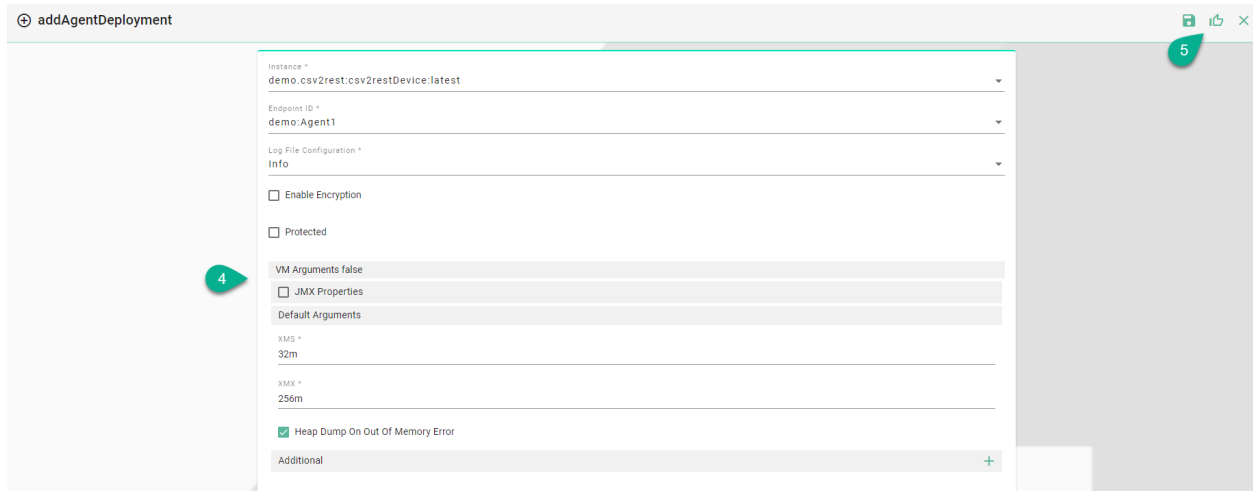 addAgentDeployment
5
Instance *
demo.csv2rest:csv2restDevice:latest
Endpoint ID *
demo:Agent1
Log File Configuration *
Info
Enable Encryption
Protected
4
VM Arguments false
JMX Properties
Default Arguments
XMS *
32m
XMX *
256m
Heap Dump On Out Of Memory Error
Additional